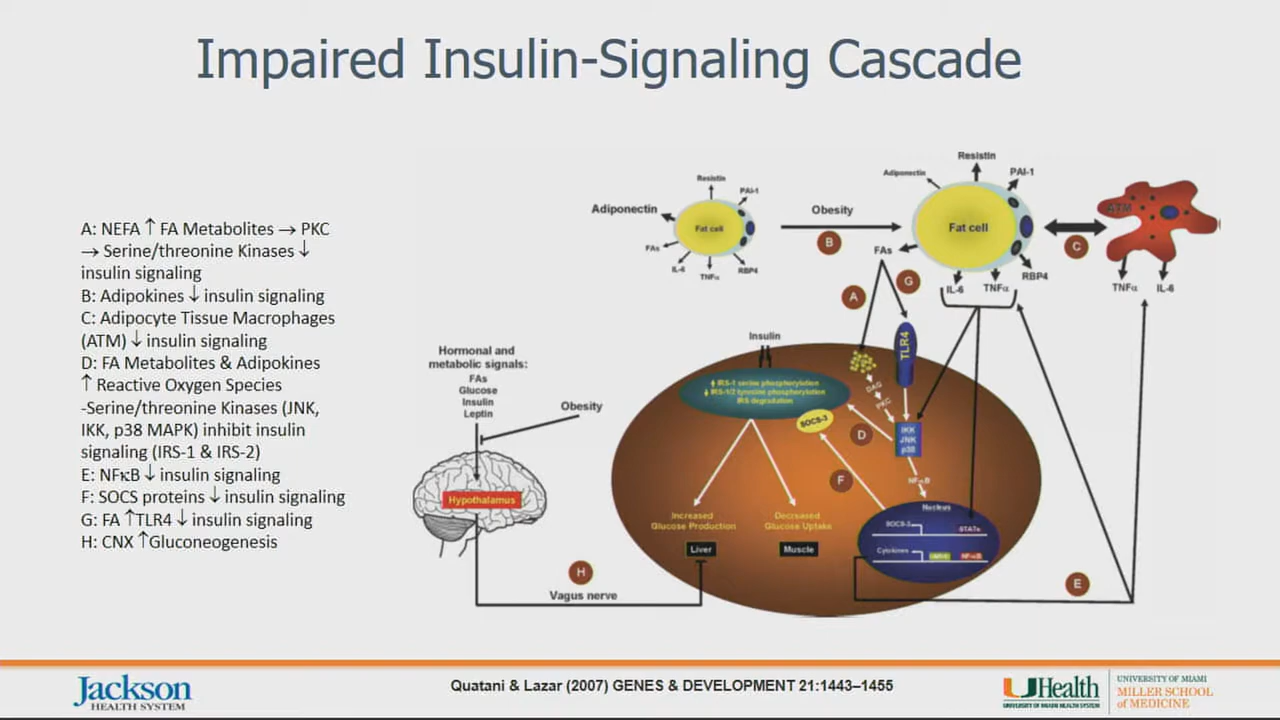 Impaired Insulin-Signaling Cascade
A: NEFA ↑ FA Metabolites → PKC
→ Serine/threonine Kinases ↓
insulin signaling
B: Adipokines ↓ insulin signaling
C: Adipocyte Tissue Macrophages
(ATM) ↓ insulin signaling
D: FA Metabolites & Adipokines
↑ Reactive Oxygen Species
-Serine/threonine Kinases (JNK,
IKK, p38 MAPK) inhibit insulin
signaling (IRS-1 & IRS-2)
E: NFκB ↓ insulin signaling
F: SOCS proteins ↓ insulin signaling
G: FA ↑TLR4 ↓ insulin signaling
H: CNX ↑Gluconeogenesis
Resistin
PAI-1
Adiponectin
Fat cell
FAs
IL-6
TNFα
RBP4
Obesity
B
Resistin
Adiponectin
PAI-1
Fat cell
FAs
IL-6
TNFα
RBP4
C
ATM
TNFα
IL-6
A
G
TLR4
Insulin
IRS-1 serine phosphorylation
IRS-1/2 tyrosine phosphorylation
IRS degradation
SOCS-3
DAG
PKC
D
IKK
JNK
p38
F
NF-κB
Nucleus
SOCS-3
STATs
Cytokines
NF-κB
Increased
Glucose Production
Liver
Decreased
Glucose Uptake
Muscle
E
Hormonal and
metabolic signals:
FAs
Glucose
Insulin
Leptin
Obesity
Hypothalamus
H
Vagus nerve
Jackson
HEALTH SYSTEM
Quatani & Lazar (2007) GENES & DEVELOPMENT 21:1443–1455
UHealth
UNIVERSITY OF MIAMI HEALTH SYSTEM
UNIVERSITY OF MIAMI
MILLER SCHOOL
of MEDICINE